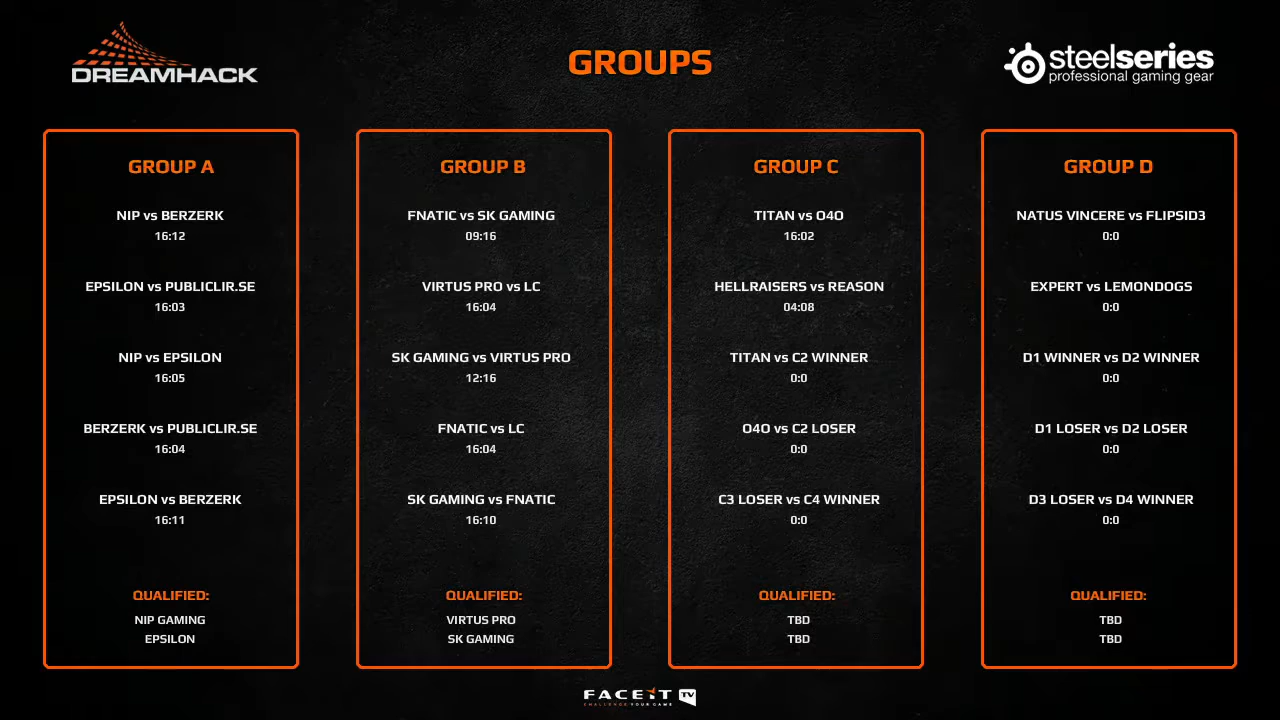 DREAMHACK
GROUPS
steelseries
professional gaming gear
GROUP A
NIP vs BERZERK
16:12
EPSILON vs PUBLICLIR.SE
16:03
NIP vs EPSILON
16:05
BERZERK vs PUBLICLIR.SE
16:04
EPSILON vs BERZERK
16:11
QUALIFIED:
NIP GAMING
EPSILON
GROUP B
FNATIC vs SK GAMING
09:16
VIRTUS PRO vs LC
16:04
SK GAMING vs VIRTUS PRO
12:16
FNATIC vs LC
16:04
SK GAMING vs FNATIC
16:10
QUALIFIED:
VIRTUS PRO
SK GAMING
GROUP C
TITAN vs O4O
16:02
HELLRAISERS vs REASON
04:08
TITAN vs C2 WINNER
0:0
O4O vs C2 LOSER
0:0
C3 LOSER vs C4 WINNER
0:0
QUALIFIED:
TBD
TBD
GROUP D
NATUS VINCERE vs FLIPSID3
0:0
EXPERT vs LEMONDOGS
0:0
D1 WINNER vs D2 WINNER
0:0
D1 LOSER vs D2 LOSER
0:0
D3 LOSER vs D4 WINNER
0:0
QUALIFIED:
TBD
TBD
FACEIT TV
CHALLENGE YOUR GAME